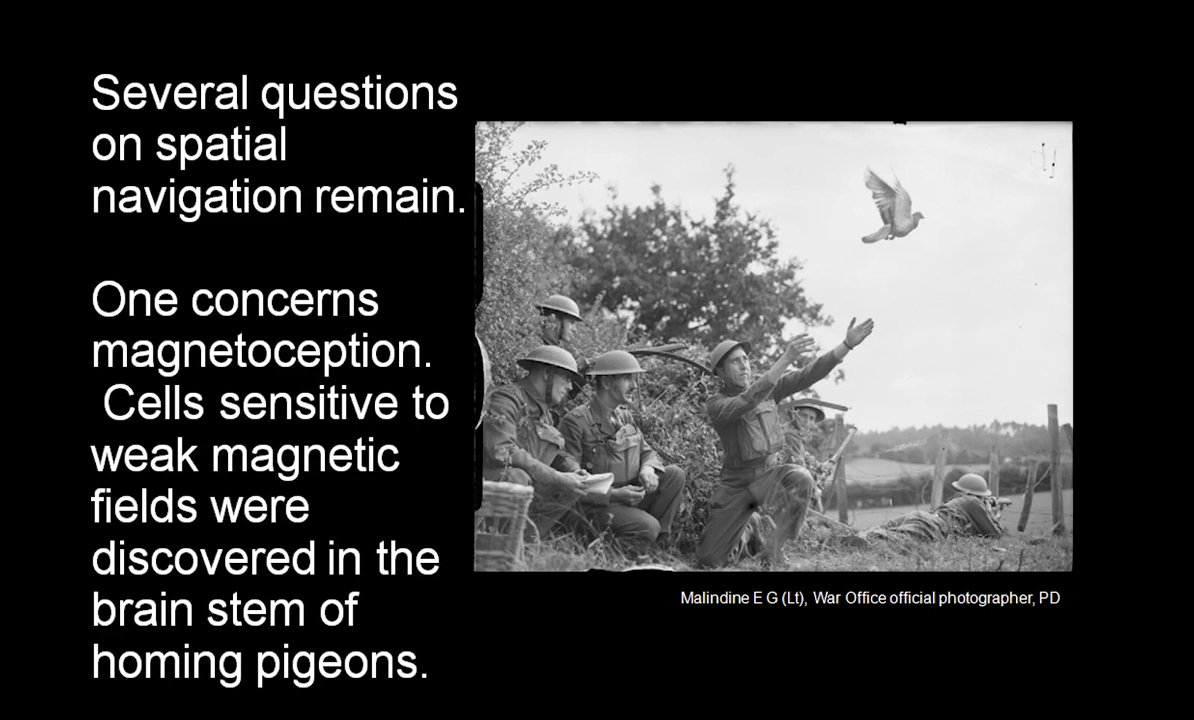 Several questions
on spatial
navigation remain.
One concerns
magnetoception.
Cells sensitive to
weak magnetic
fields were
discovered in the
brain stem of
homing pigeons.
Malindine E G (Lt), War Office official photographer, PD